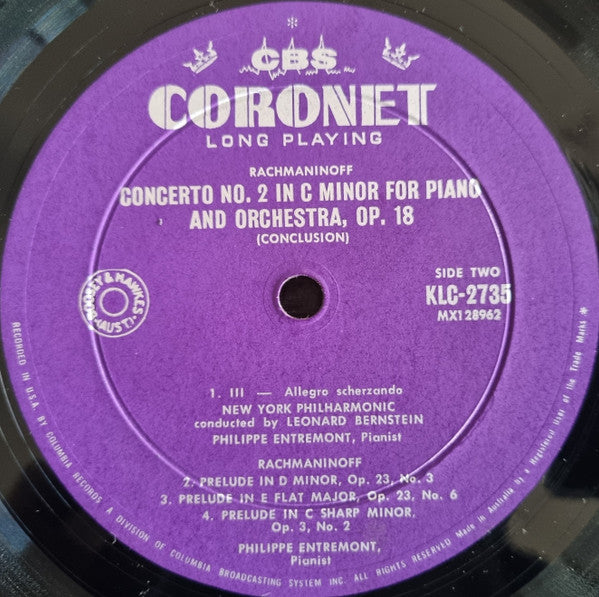 *
CBS
CORONET
LONG PLAYING
RACHMANINOFF
CONCERTO NO. 2 IN C MINOR FOR PIANO
AND ORCHESTRA, OP. 18
(CONCLUSION)
SIDE TWO
KLC-2735
MX128962
BOOSEY & HAWKES
(AUST.)
1. III — Allegro scherzando
NEW YORK PHILHARMONIC
conducted by LEONARD BERNSTEIN
PHILIPPE ENTREMONT, Pianist
RACHMANINOFF
2. PRELUDE IN D MINOR, Op. 23, No. 3
3. PRELUDE IN E FLAT MAJOR, Op. 23, No. 6
4. PRELUDE IN C SHARP MINOR,
Op. 3, No. 2
PHILIPPE ENTREMONT,
Pianist
RECORDED IN U.S.A. BY COLUMBIA RECORDS A DIVISION OF COLUMBIA BROADCASTING SYSTEM INC. ALL RIGHTS RESERVED Made in Australia by a Registered User of the Trade Marks *